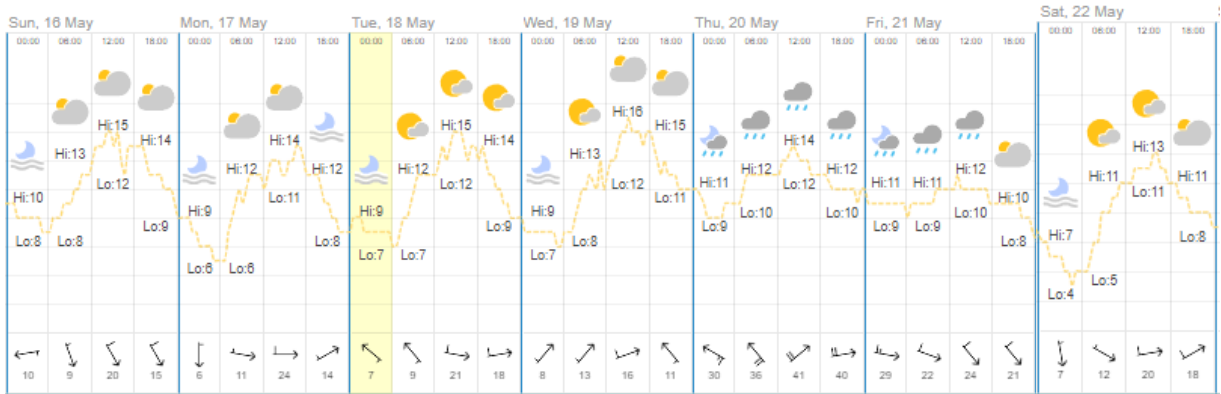 Sun, 16 May Mon, 17 May Tue, 18 May Wed, 19 May Thu, 20 May Fri, 21 May Sat, 22 May
00:00 06:00 12:00 18:00 00:00 06:00 12:00 18:00 00:00 06:00 12:00 18:00 00:00 06:00 12:00 18:00 00:00 06:00 12:00 18:00 00:00 06:00 12:00 18:00 00:00 06:00 12:00 18:00
Hi:10 Hi:13 Hi:15 Hi:14 Hi:9 Hi:12 Hi:14 Hi:12 Hi:9 Hi:12 Hi:15 Hi:14 Hi:9 Hi:13 Hi:16 Hi:15 Hi:11 Hi:12 Hi:14 Hi:12 Hi:11 Hi:11 Hi:12 Hi:10 Hi:7 Hi:11 Hi:13 Hi:11
Lo:8 Lo:8 Lo:12 Lo:9 Lo:6 Lo:6 Lo:11 Lo:8 Lo:7 Lo:7 Lo:12 Lo:9 Lo:7 Lo:8 Lo:12 Lo:11 Lo:9 Lo:10 Lo:12 Lo:10 Lo:9 Lo:9 Lo:10 Lo:8 Lo:4 Lo:5 Lo:11 Lo:8
10 9 20 15 6 11 24 14 7 9 21 18 8 13 16 11 30 36 41 40 29 22 24 21 7 12 20 18